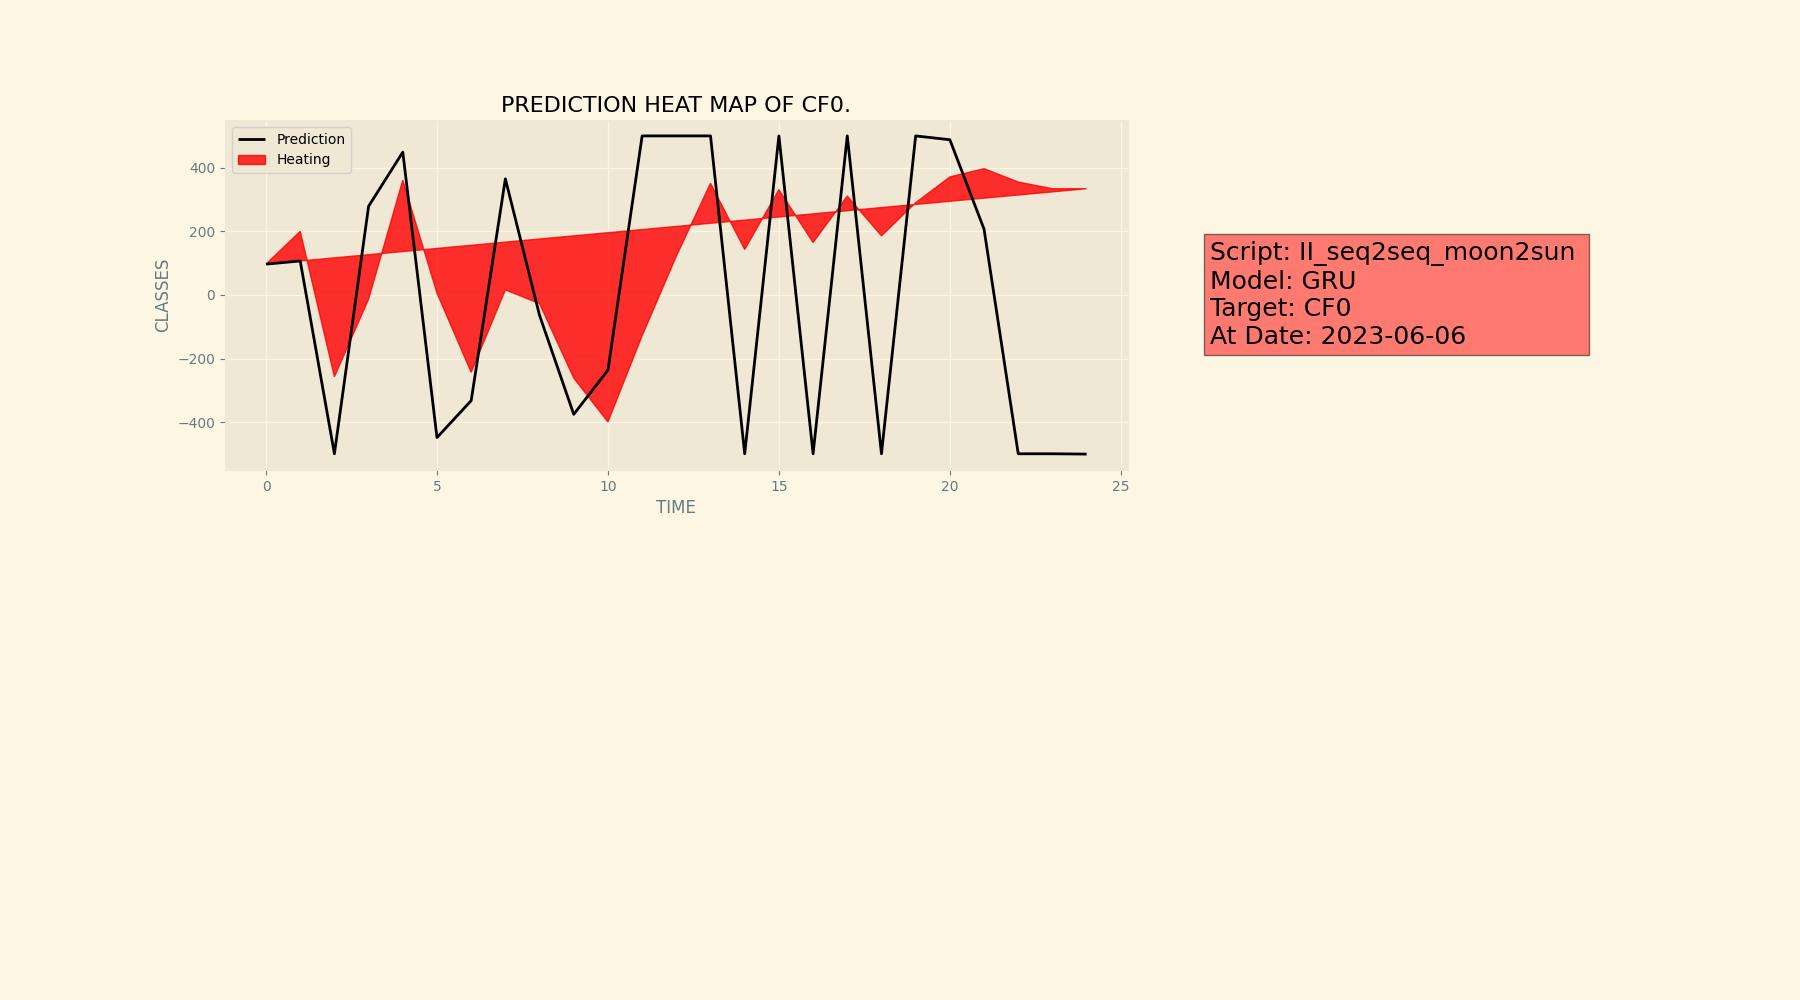 PREDICTION HEAT MAP OF CF0.
Prediction
Heating
400
200
0
−200
−400
CLASSES
0 5 10 15 20 25
TIME
Script: II_seq2seq_moon2sun
Model: GRU
Target: CF0
At Date: 2023-06-06